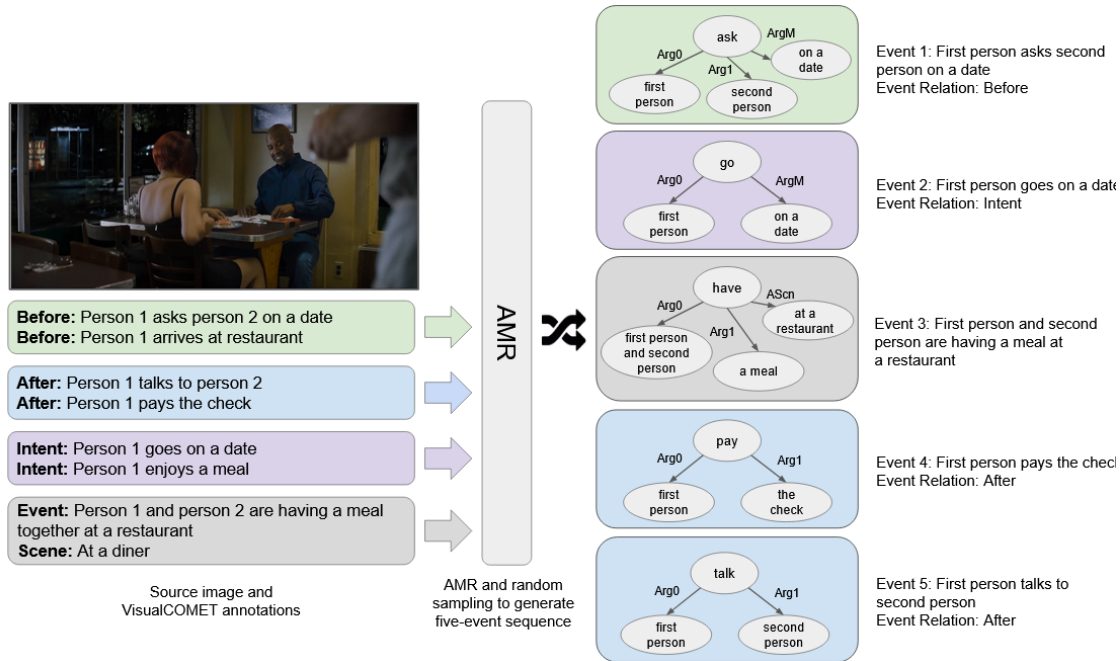 Before: Person 1 asks person 2 on a date
Before: Person 1 arrives at restaurant
After: Person 1 talks to person 2
After: Person 1 pays the check
Intent: Person 1 goes on a date
Intent: Person 1 enjoys a meal
Event: Person 1 and person 2 are having a meal
together at a restaurant
Scene: At a diner
Source image and
VisualCOMET annotations
AMR
AMR and random
sampling to generate
five-event sequence
ask
Arg0
Arg1
ArgM
first
person
second
person
on a
date
Event 1: First person asks second
person on a date
Event Relation: Before
go
Arg0
ArgM
first
person
on a
date
Event 2: First person goes on a date
Event Relation: Intent
have
Arg0
Arg1
AScn
first person
and second
person
a meal
at a
restaurant
Event 3: First person and second
person are having a meal at
a restaurant
pay
Arg0
Arg1
first
person
the
check
Event 4: First person pays the check
Event Relation: After
talk
Arg0
Arg1
first
person
second
person
Event 5: First person talks to
second person
Event Relation: After